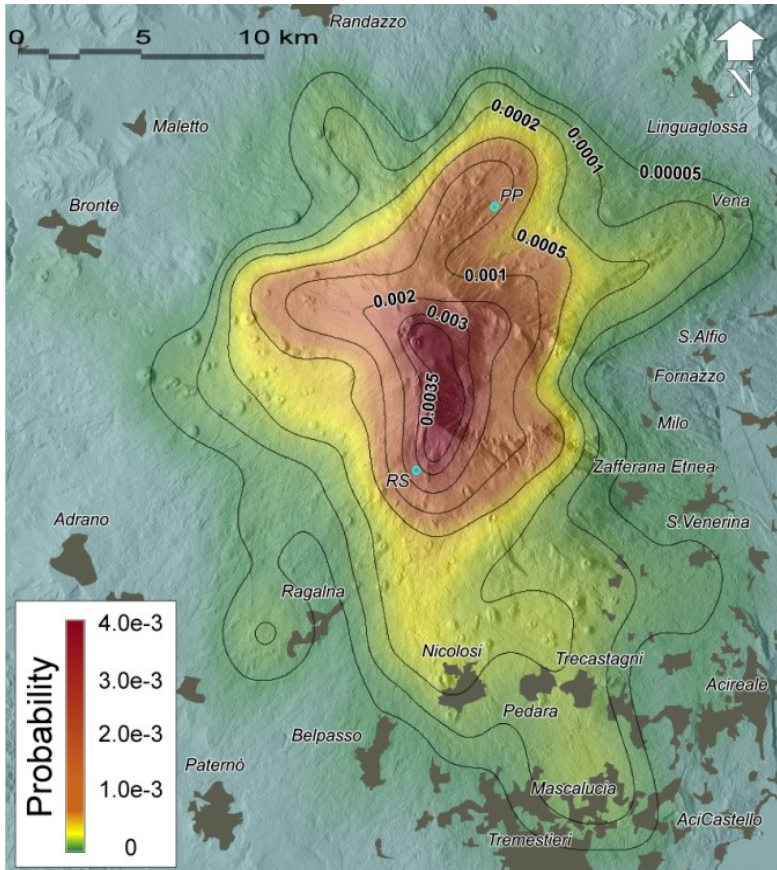 Randazzo
0 5 10 km
N
Maletto
Linguaglossa
Bronte
0.0002
0.0001
0.00005
PP
Vena
0.0005
0.001
0.002
0.003
0.0035
S.Alfio
Fornazzo
Milo
RS
Zafferana Etnea
S.Venerina
Adrano
Ragalna
Nicolosi
Trecastagni
Pedara
Acireale
Belpasso
Paternò
Mascalucia
Tremestieri
AciCastello
Probability
4.0e-3
3.0e-3
2.0e-3
1.0e-3
0